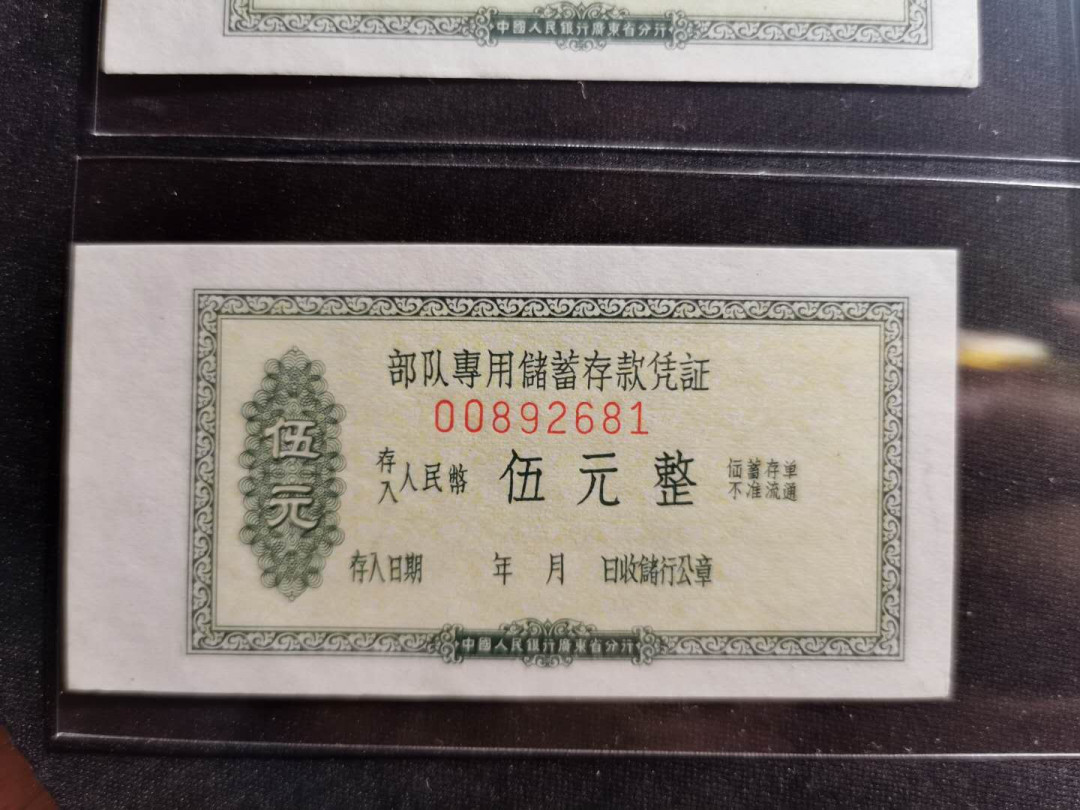 中國人民銀行廣東省分行
部队專用儲蓄存款凭証
00892681
伍元
存入人民幣 伍元整
储蓄存单
不准流通
存入日期 年 月 日收儲行公章
中國人民銀行廣東省分行